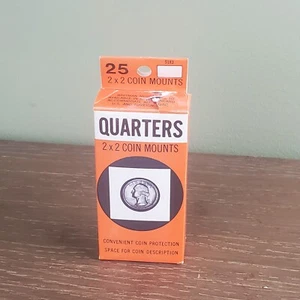 25
2 x 2 COIN MOUNTS
QUARTERS
2 x 2 COIN MOUNTS
CONVENIENT COIN PROTECTION
SPACE FOR COIN DESCRIPTION